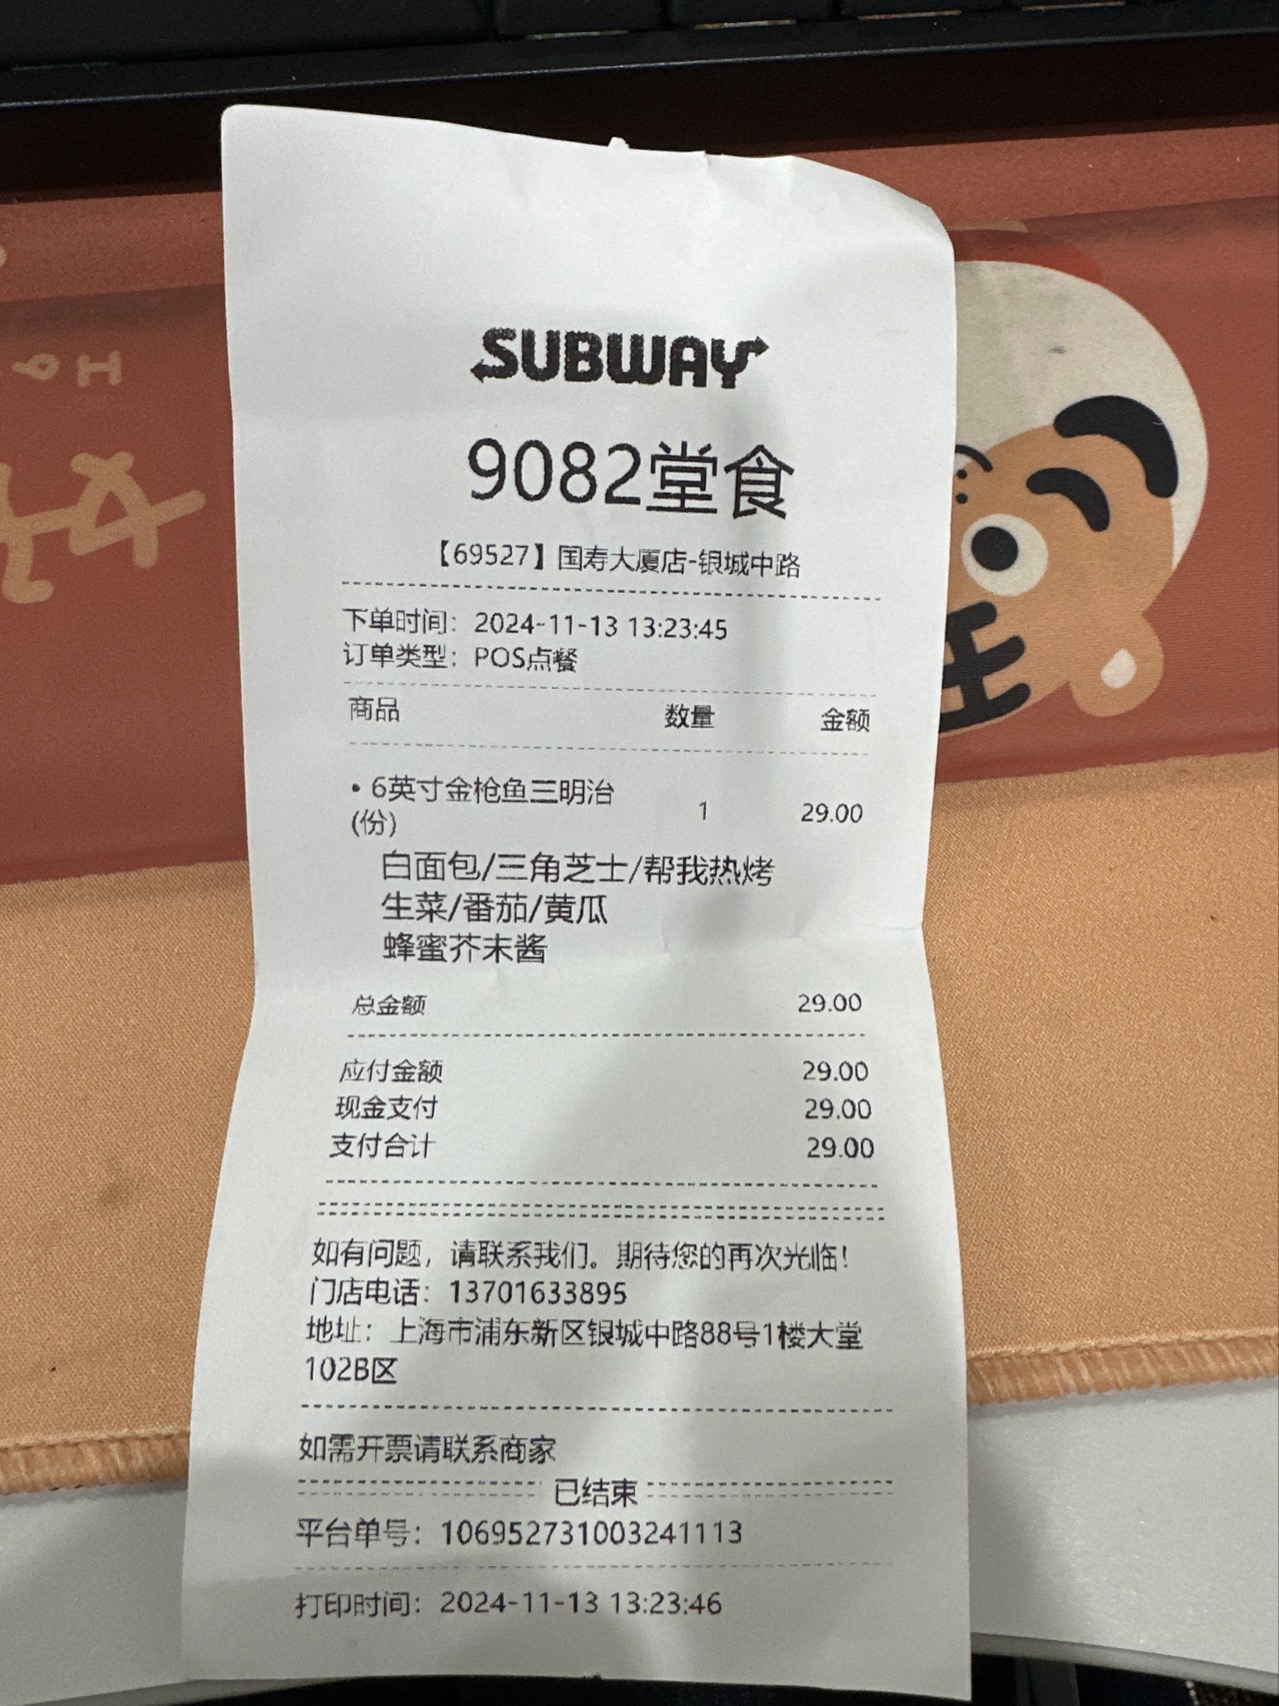 SUBWAY
9082堂食
【69527】国寿大厦店-银城中路
下单时间：2024-11-13 13:23:45
订单类型：POS点餐
商品 数量 金额
• 6英寸金枪鱼三明治 1 29.00
(份)
白面包/三角芝士/帮我热烤
生菜/番茄/黄瓜
蜂蜜芥末酱
总金额 29.00
应付金额 29.00
现金支付 29.00
支付合计 29.00
如有问题，请联系我们。期待您的再次光临！
门店电话：13701633895
地址：上海市浦东新区银城中路88号1楼大堂
102B区
如需开票请联系商家
已结束
平台单号：106952731003241113
打印时间：2024-11-13 13:23:46
王